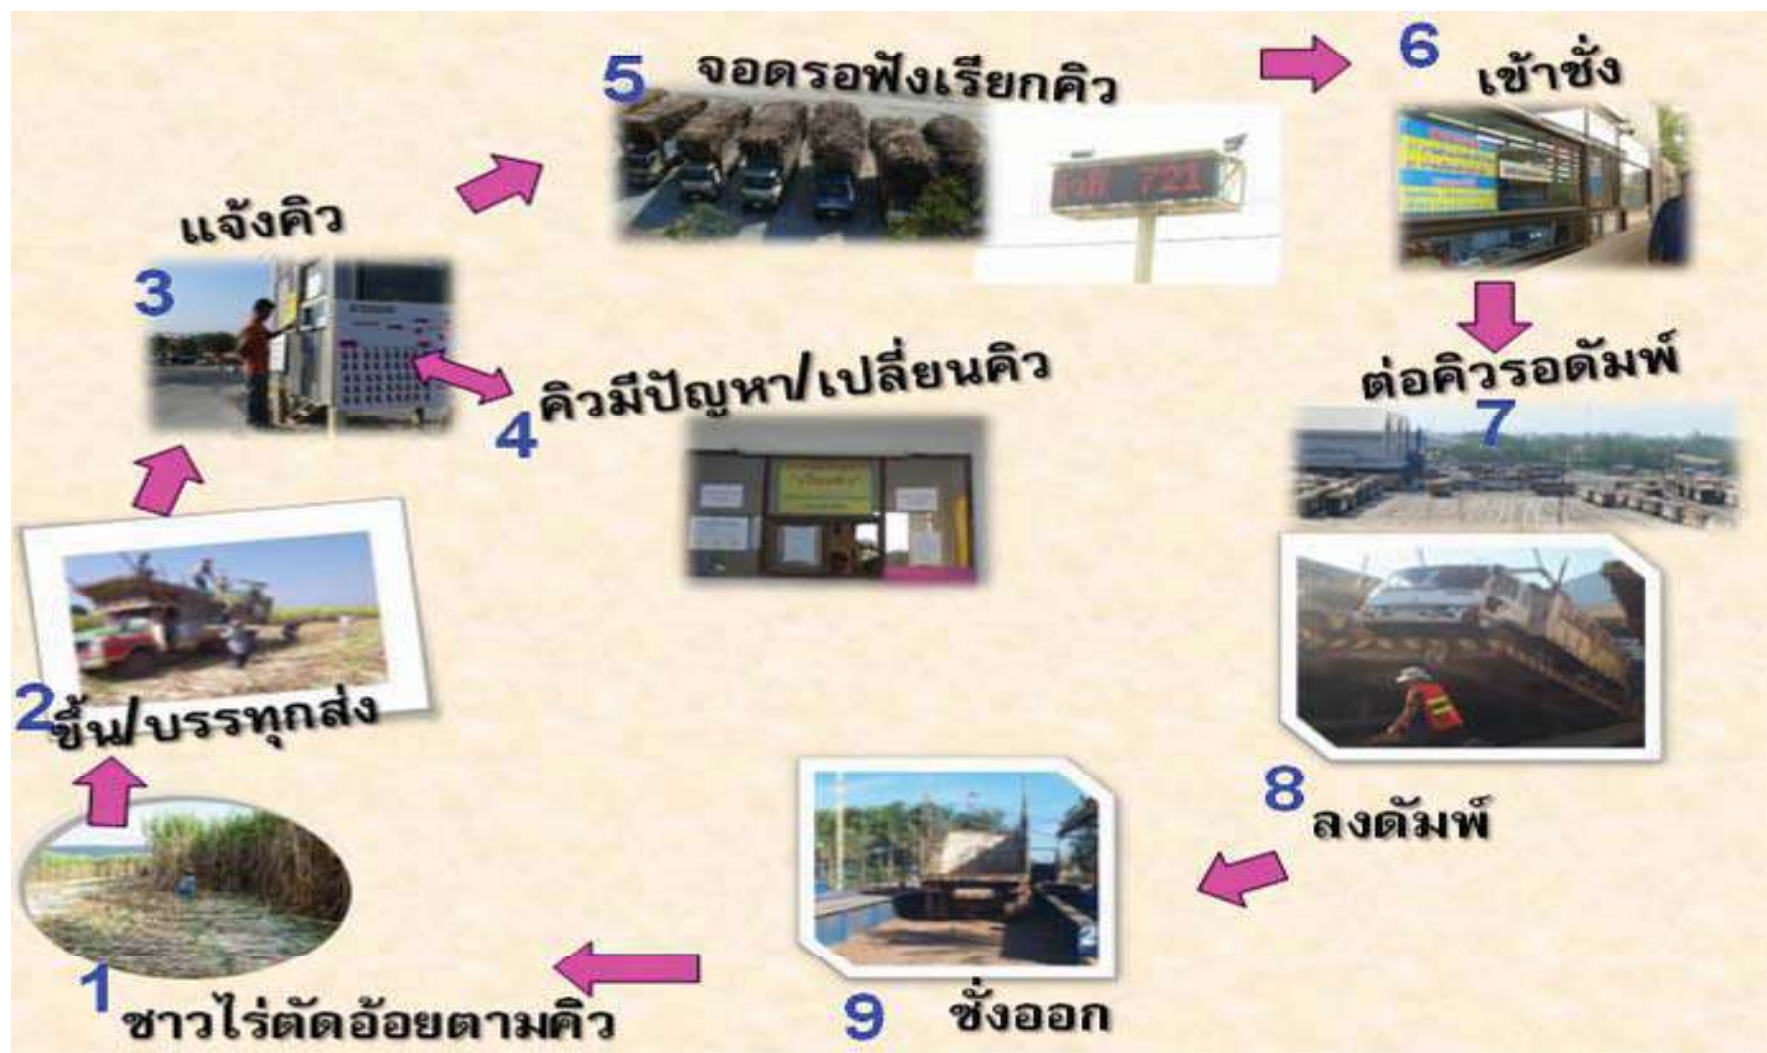 5 จอดรอฟังเรียกคิว
6 เข้าชั่ง
721
แจ้งคิว
3
คิวมีปัญหา/เปลี่ยนคิว
4
ต่อคิวรอดัมพ์
7
2 ขึ้น/บรรทุกส่ง
8 ลงดัมพ์
1 ชาวไร่ตัดอ้อยตามคิว
9 ชั่งออก